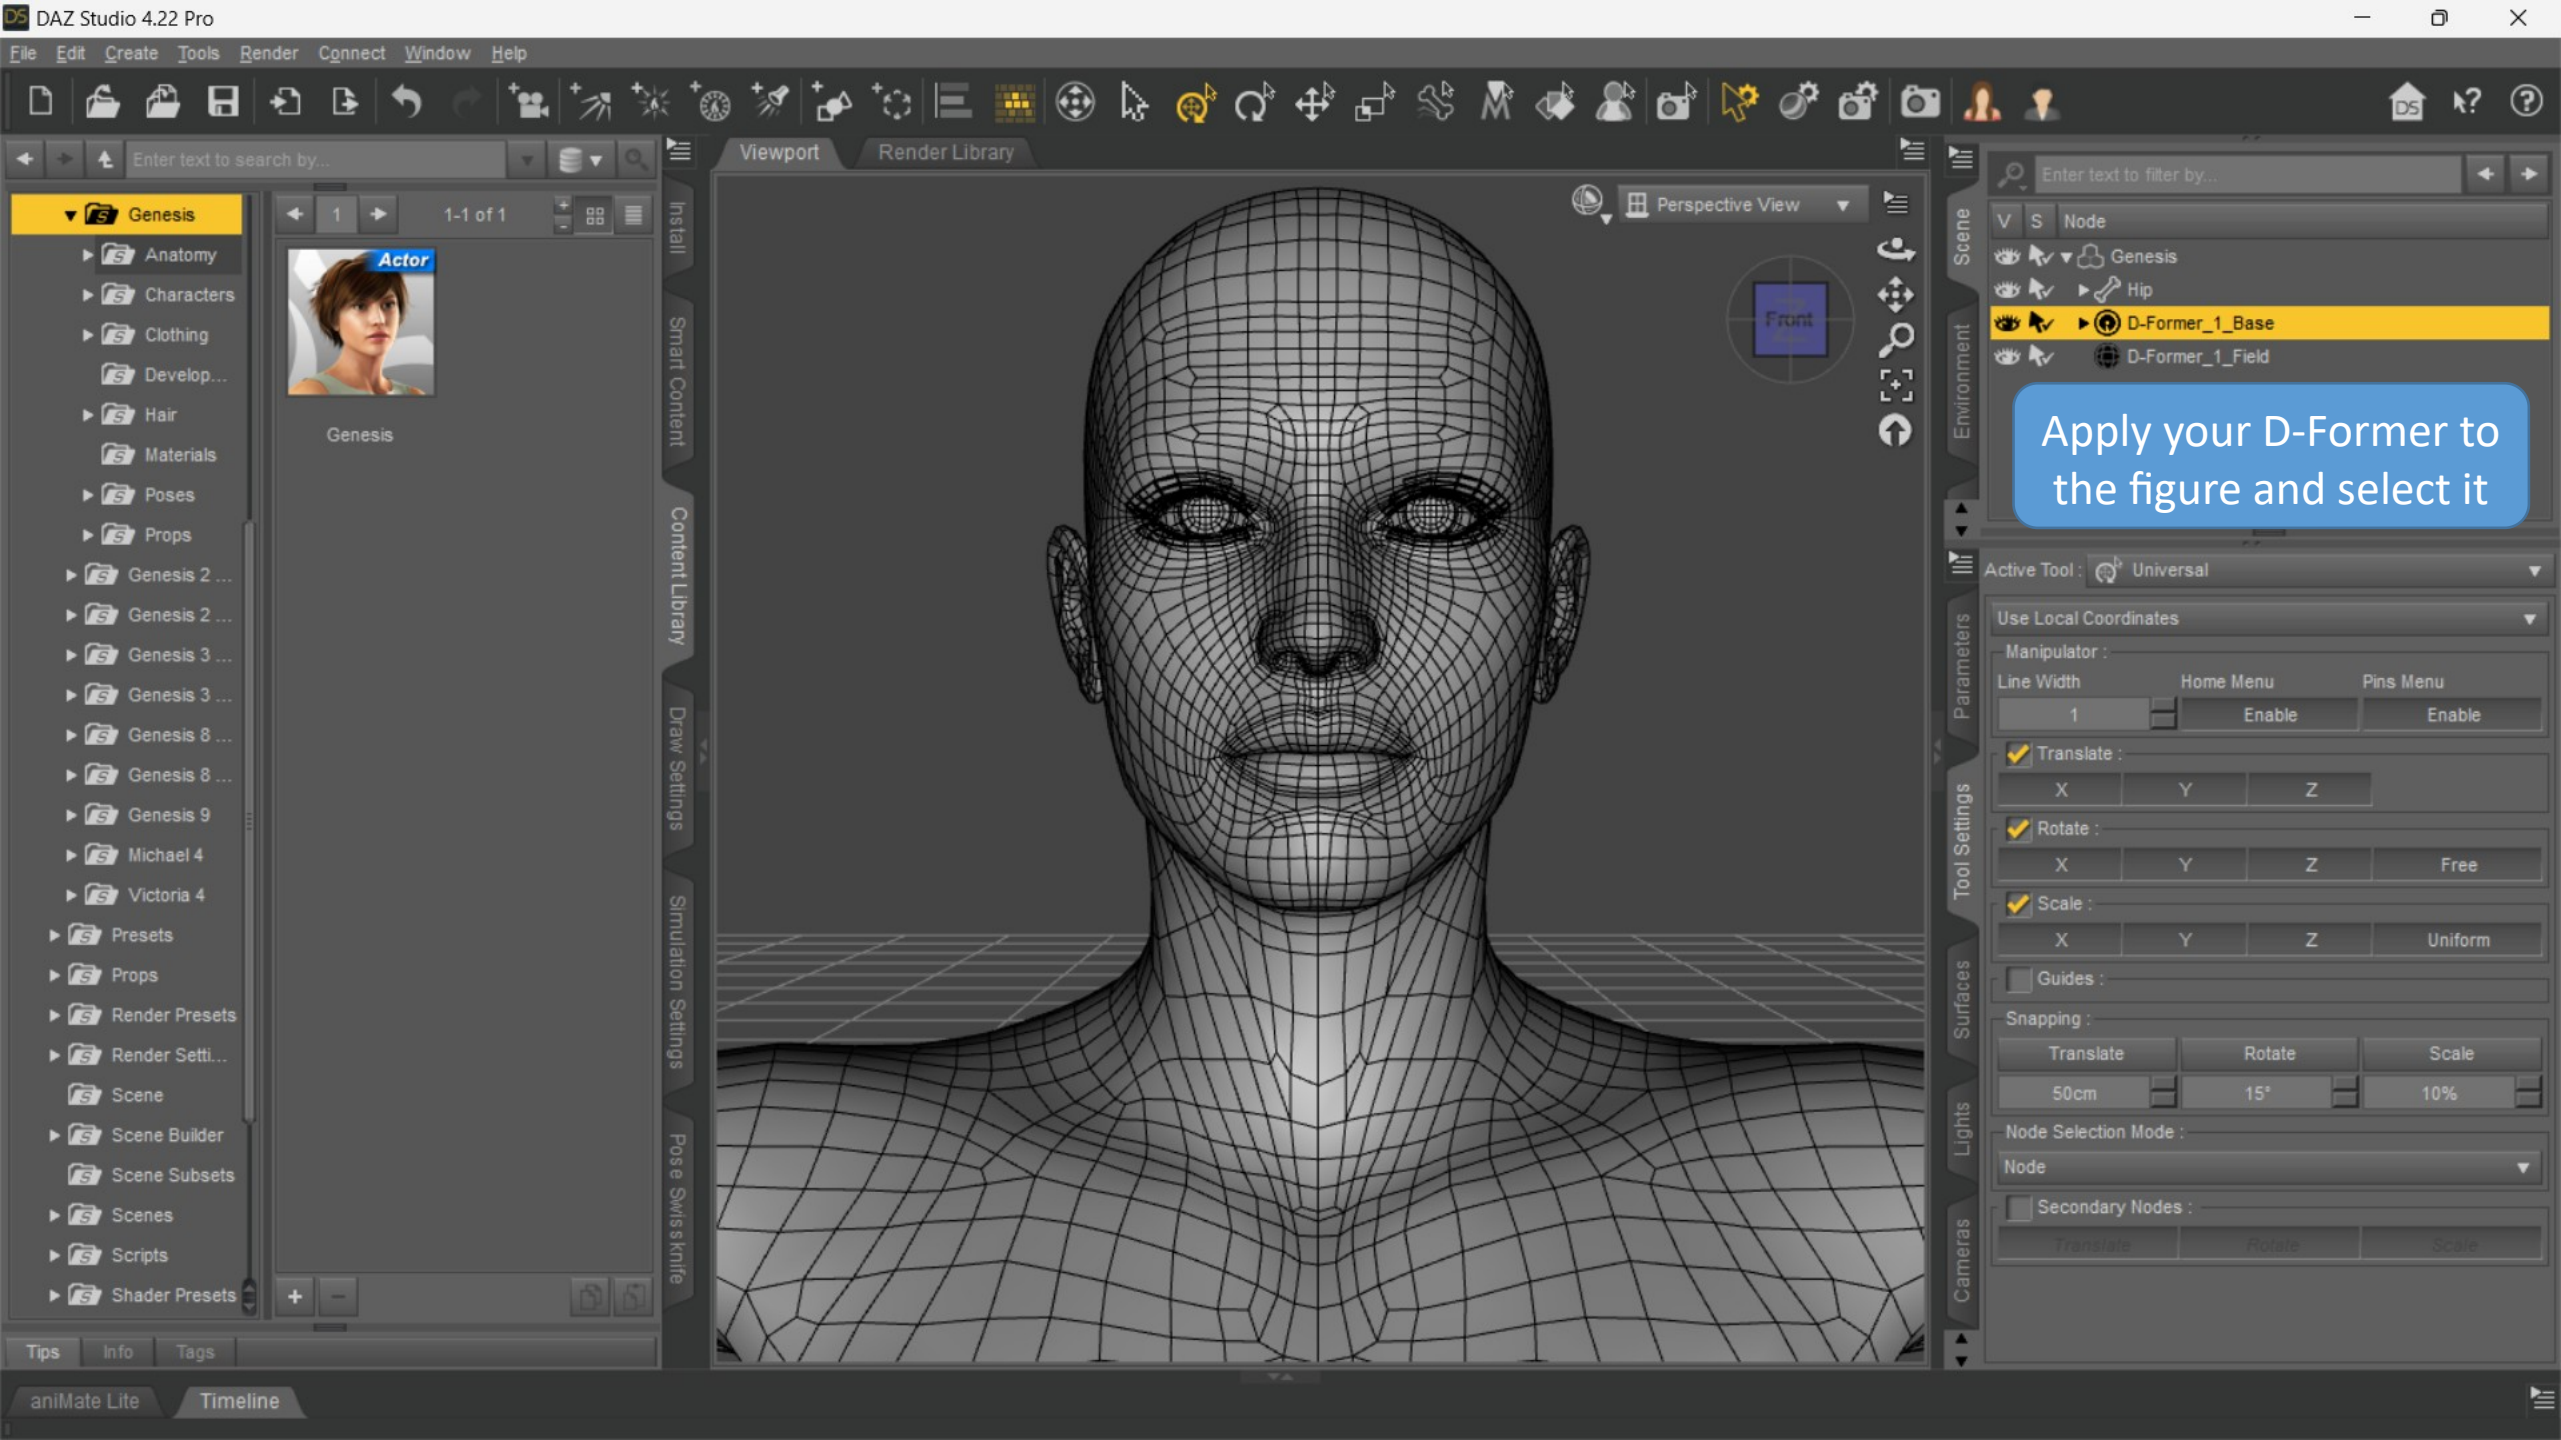 DAZ Studio 4.22 Pro
File Edit Create Tools Render Connect Window Help
Enter text to search by...
Viewport Render Library
Enter text to filter by...
Genesis
1 1-1 of 1
Anatomy
Characters
Clothing
Develop...
Hair
Materials
Poses
Props
Genesis 2 ...
Genesis 2 ...
Genesis 3 ...
Genesis 3 ...
Genesis 8 ...
Genesis 8 ...
Genesis 9
Michael 4
Victoria 4
Presets
Props
Render Presets
Render Setti...
Scene
Scene Builder
Scene Subsets
Scenes
Scripts
Shader Presets
Actor
Genesis
Install
Smart Content
Content Library
Draw Settings
Simulation Settings
Pose Swiss knife
Perspective View
Front
Scene
Environment
V S Node
Genesis
Hip
D-Former_1_Base
D-Former_1_Field
Apply your D-Former to
the figure and select it
Parameters
Tool Settings
Surfaces
Lights
Cameras
Active Tool : Universal
Use Local Coordinates
Manipulator :
Line Width Home Menu Pins Menu
1 Enable Enable
Translate :
X Y Z
Rotate :
X Y Z Free
Scale :
X Y Z Uniform
Guides :
Snapping :
Translate Rotate Scale
50cm 15° 10%
Node Selection Mode :
Node
Secondary Nodes :
Translate Rotate Scale
Tips Info Tags
aniMate Lite Timeline